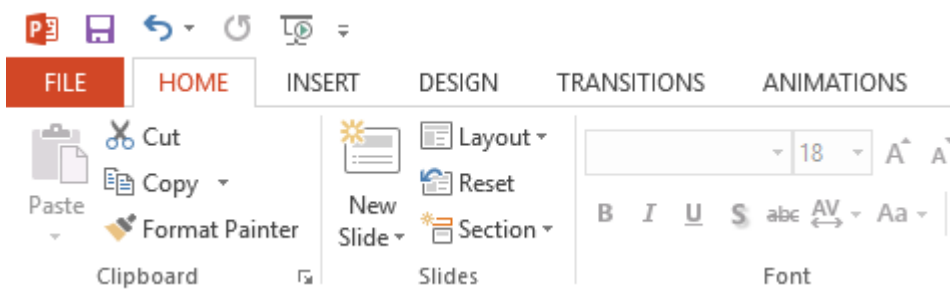 FILE HOME INSERT DESIGN TRANSITIONS ANIMATIONS
Cut
Copy
Format Painter
Paste
Clipboard
New
Slide
Layout
Reset
Section
Slides
18 A A
B I U S abc AV Aa
Font